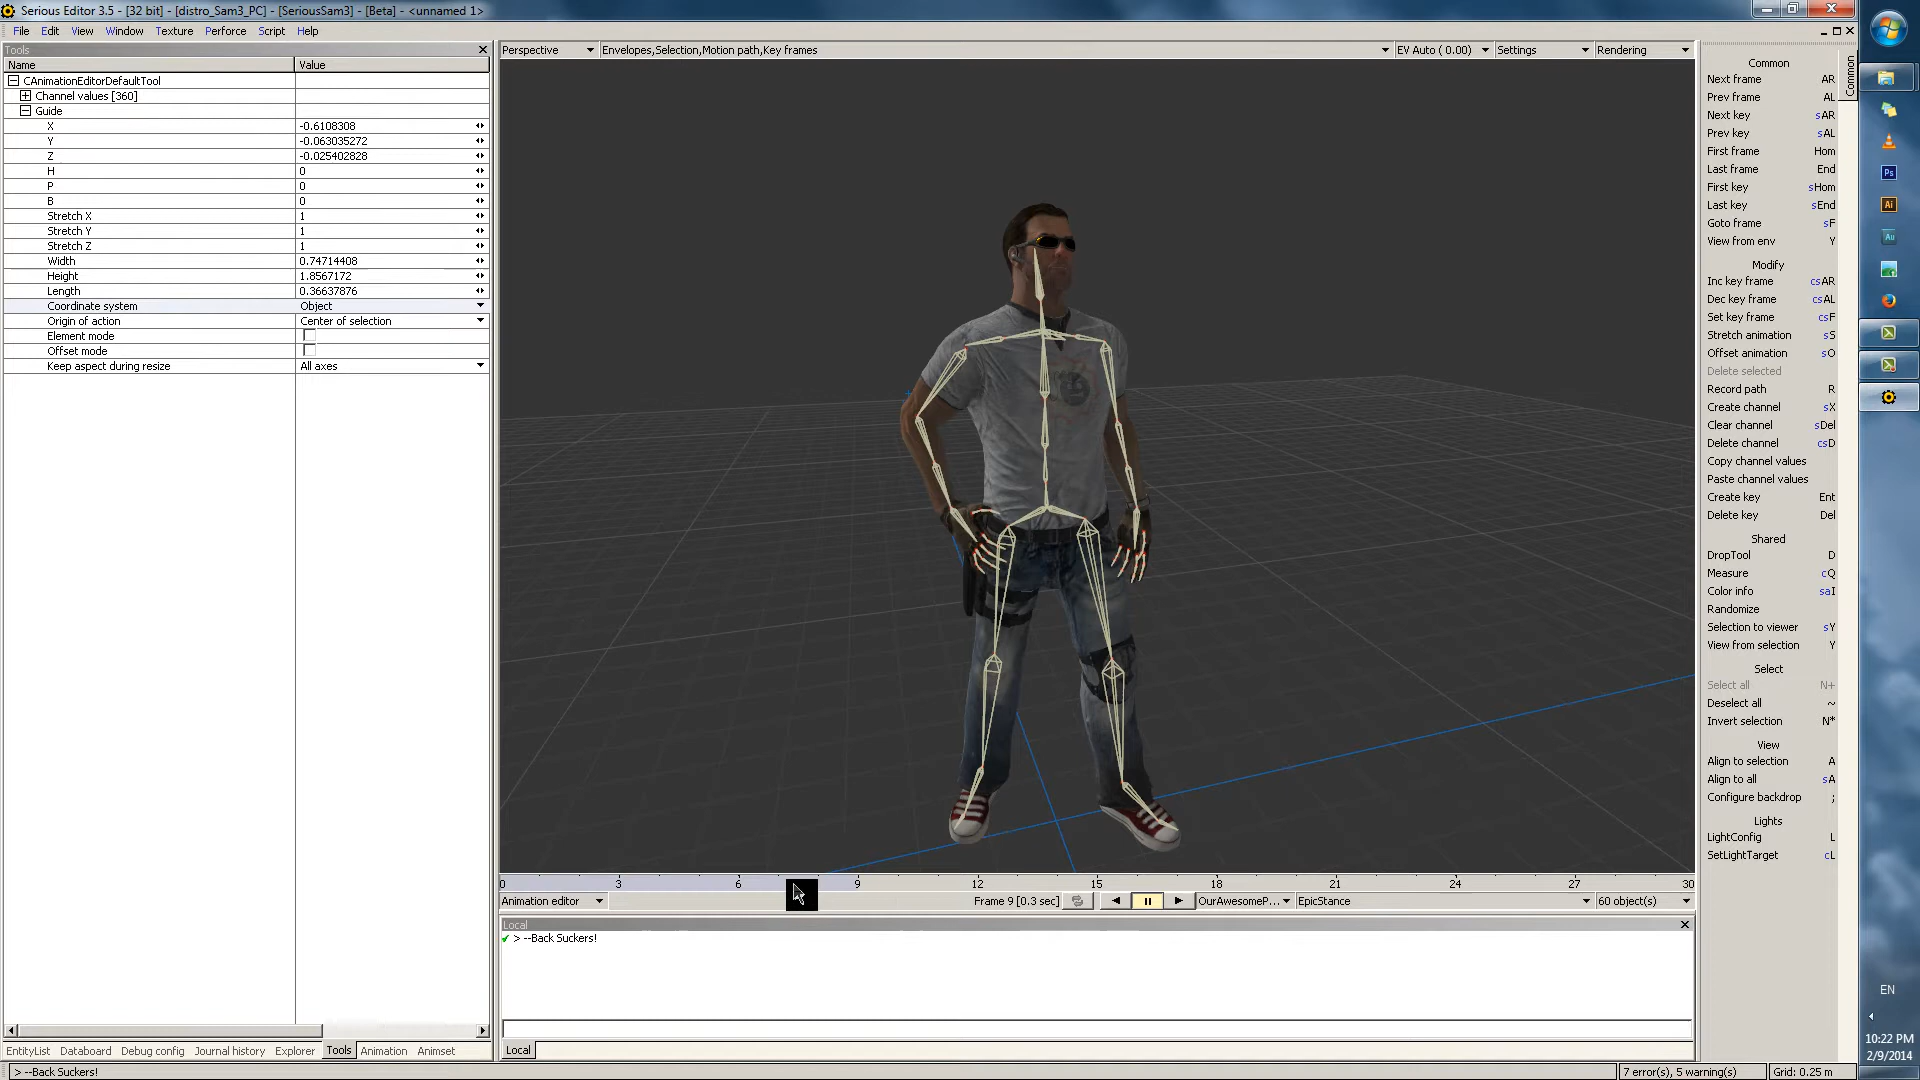 Serious Editor 3.5 - [32 bit] - [distro_Sam3_PC] - [SeriousSam3] - [Beta] - <unnamed 1>
File Edit View Window Texture Perforce Script Help
Tools
Name Value
CAnimationEditorDefaultTool
Channel values [360]
Guide
X -0.6108308
Y -0.063035272
Z -0.025402828
H 0
P 0
B 0
Stretch X 1
Stretch Y 1
Stretch Z 1
Width 0.74714408
Height 1.8567172
Length 0.36637876
Coordinate system Object
Origin of action Center of selection
Element mode
Offset mode
Keep aspect during resize All axes
EntityList Databoard Debug config Journal history Explorer Tools Animation Animset
> --Back Suckers!
Perspective Envelopes,Selection,Motion path,Key frames EV Auto ( 0.00) Settings Rendering
0 3 6 9 12 15 18 21 24 27 30
Animation editor Frame 9 [0.3 sec] OurAwesomeP... EpicStance 60 object(s)
Local
> --Back Suckers!
Local
7 error(s), 5 warning(s) Grid: 0.25 m
Common
Common
Next frame AR
Prev frame AL
Next key sAR
Prev key sAL
First frame Hom
Last frame End
First key sHom
Last key sEnd
Goto frame sF
View from env Y
Modify
Inc key frame csAR
Dec key frame csAL
Set key frame csF
Stretch animation sS
Offset animation sO
Delete selected
Record path R
Create channel sX
Clear channel sDel
Delete channel csD
Copy channel values
Paste channel values
Create key Ent
Delete key Del
Shared
DropTool D
Measure cQ
Color info saI
Randomize
Selection to viewer sY
View from selection Y
Select
Select all N+
Deselect all ~
Invert selection N*
View
Align to selection A
Align to all sA
Configure backdrop ;
Lights
LightConfig L
SetLightTarget cL
Ps
Ai
Au
EN
10:22 PM
2/9/2014